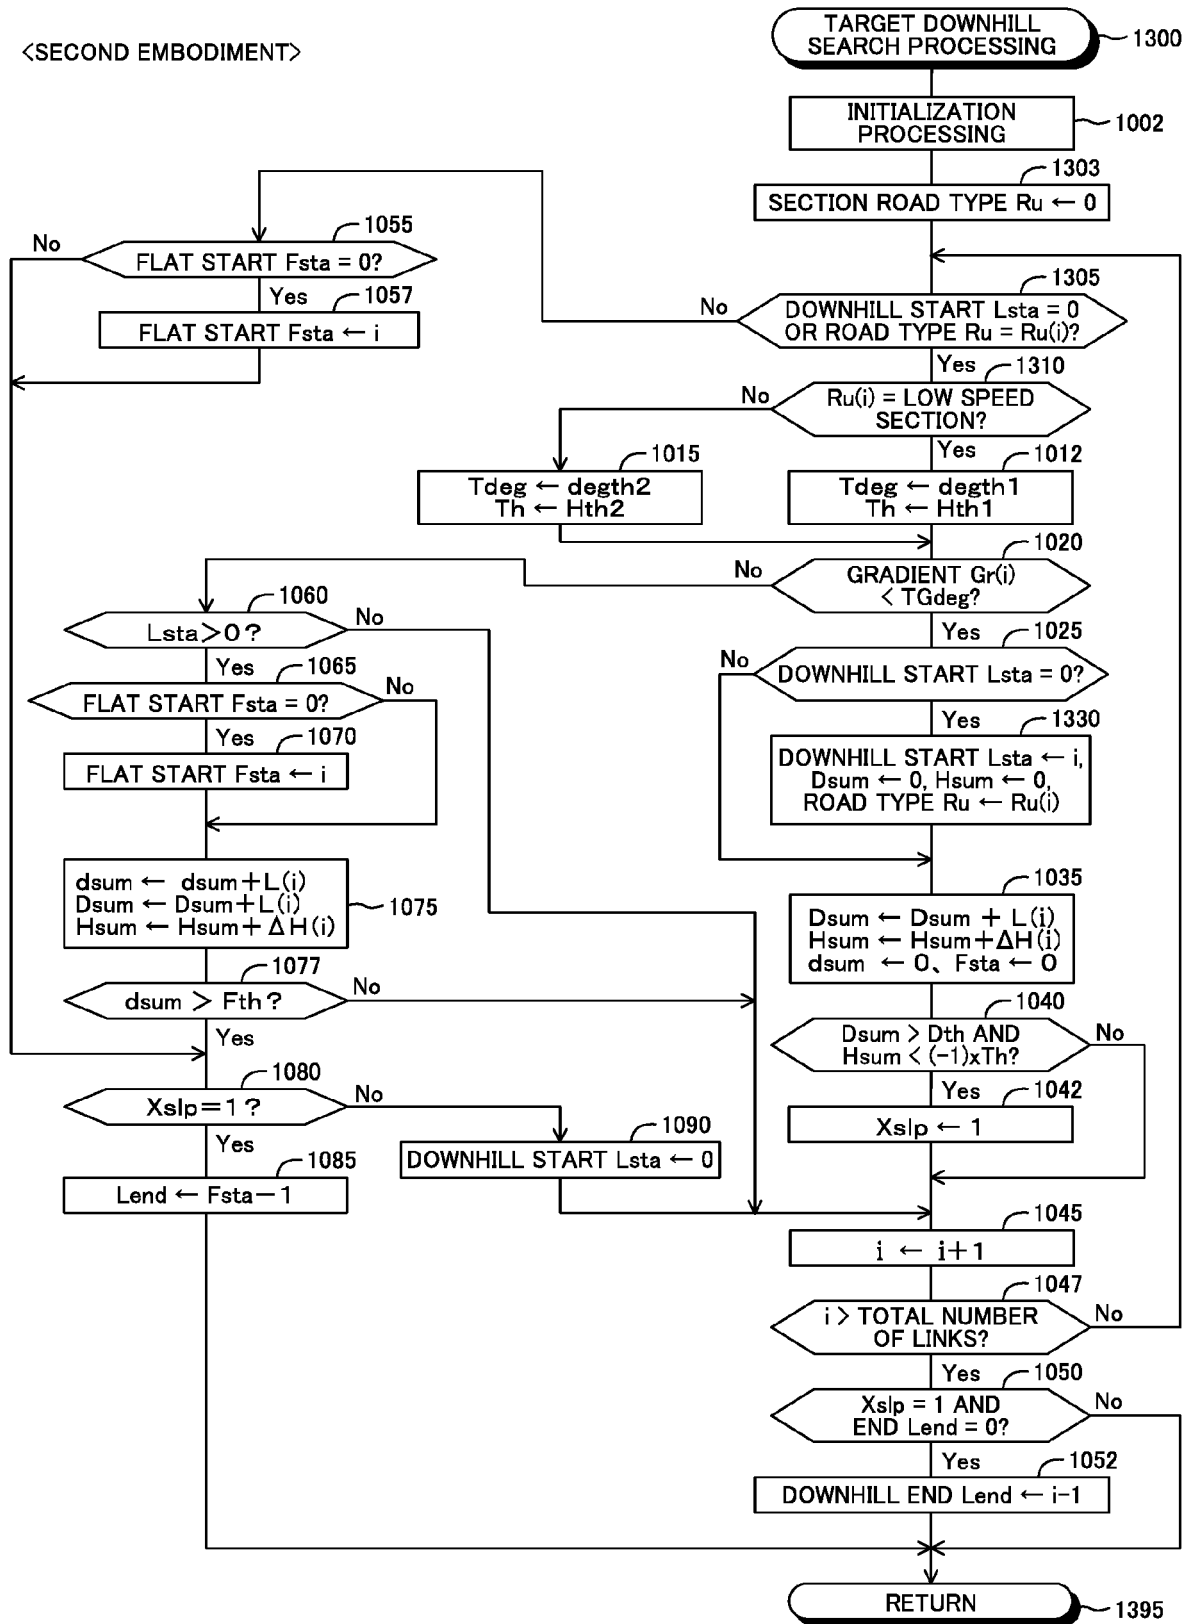 <SECOND EMBODIMENT>
TARGET DOWNHILL
SEARCH PROCESSING
1300
INITIALIZATION
PROCESSING
1002
1303
SECTION ROAD TYPE Ru ← 0
1055
No
FLAT START Fsta = 0?
Yes
1057
FLAT START Fsta ← i
1305
No
DOWNHILL START Lsta = 0
OR ROAD TYPE Ru = Ru(i)?
Yes
1310
No
Ru(i) = LOW SPEED
SECTION?
Yes
1015
Tdeg ← degth2
Th ← Hth2
1012
Tdeg ← degth1
Th ← Hth1
1020
No
GRADIENT Gr(i)
< TGdeg?
Yes
1060
Lsta>0?
No
Yes
1065
FLAT START Fsta = 0?
No
Yes
1070
FLAT START Fsta ← i
1025
No
DOWNHILL START Lsta = 0?
Yes
1330
DOWNHILL START Lsta ← i,
Dsum ← 0, Hsum ← 0,
ROAD TYPE Ru ← Ru(i)
dsum ← dsum+L(i)
Dsum ← Dsum+L(i)
Hsum ← Hsum+ΔH(i)
1075
1035
Dsum ← Dsum + L(i)
Hsum ← Hsum+ΔH(i)
dsum ← 0、Fsta ← 0
1077
dsum > Fth?
No
Yes
1040
Dsum > Dth AND
Hsum < (-1)xTh?
No
Yes
1042
Xslp ← 1
1080
Xslp=1?
No
Yes
1085
Lend ← Fsta−1
1090
DOWNHILL START Lsta ← 0
1045
i ← i+1
1047
i > TOTAL NUMBER
OF LINKS?
No
Yes
1050
Xslp = 1 AND
END Lend = 0?
No
Yes
1052
DOWNHILL END Lend ← i-1
RETURN
1395